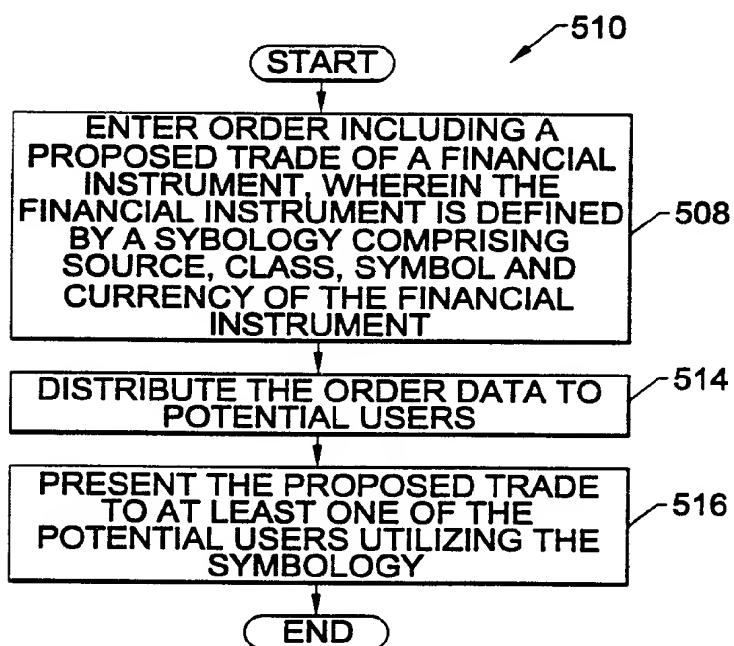 510
START
ENTER ORDER INCLUDING A
PROPOSED TRADE OF A FINANCIAL
INSTRUMENT, WHEREIN THE
FINANCIAL INSTRUMENT IS DEFINED
BY A SYBOLOGY COMPRISING
SOURCE, CLASS, SYMBOL AND
CURRENCY OF THE FINANCIAL
INSTRUMENT
508
DISTRIBUTE THE ORDER DATA TO
POTENTIAL USERS
514
PRESENT THE PROPOSED TRADE
TO AT LEAST ONE OF THE
POTENTIAL USERS UTILIZING THE
SYMBOLOGY
516
END